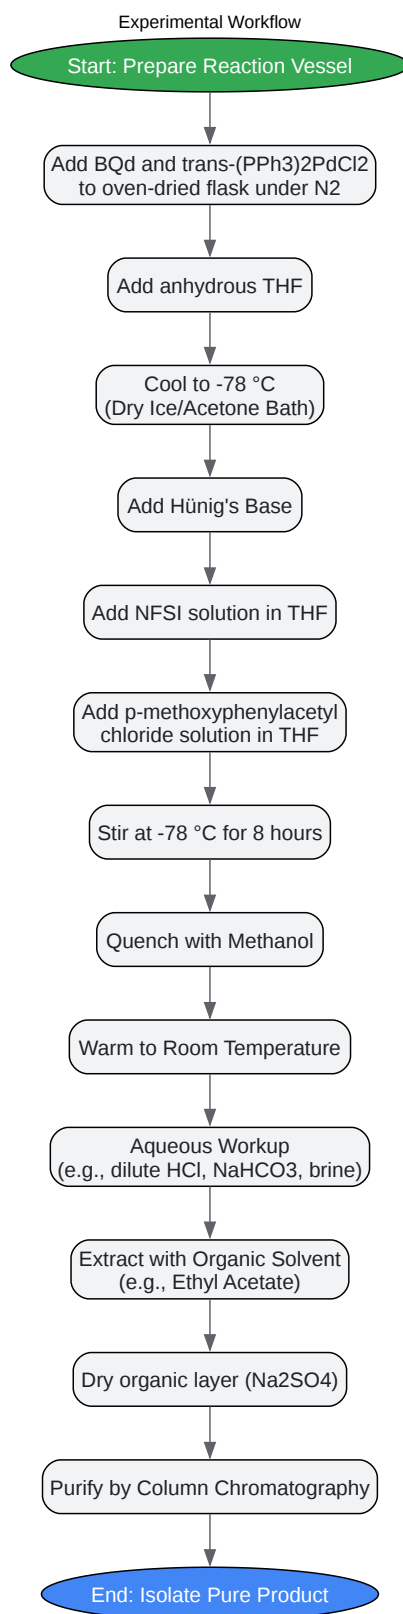 Experimental Workflow
Start: Prepare Reaction Vessel
Add BQd and trans-(PPh3)2PdCl2
to oven-dried flask under N2
Add anhydrous THF
Cool to -78 °C
(Dry Ice/Acetone Bath)
Add Hünig's Base
Add NFSI solution in THF
Add p-methoxyphenylacetyl
chloride solution in THF
Stir at -78 °C for 8 hours
Quench with Methanol
Warm to Room Temperature
Aqueous Workup
(e.g., dilute HCl, NaHCO3, brine)
Extract with Organic Solvent
(e.g., Ethyl Acetate)
Dry organic layer (Na2SO4)
Purify by Column Chromatography
End: Isolate Pure Product